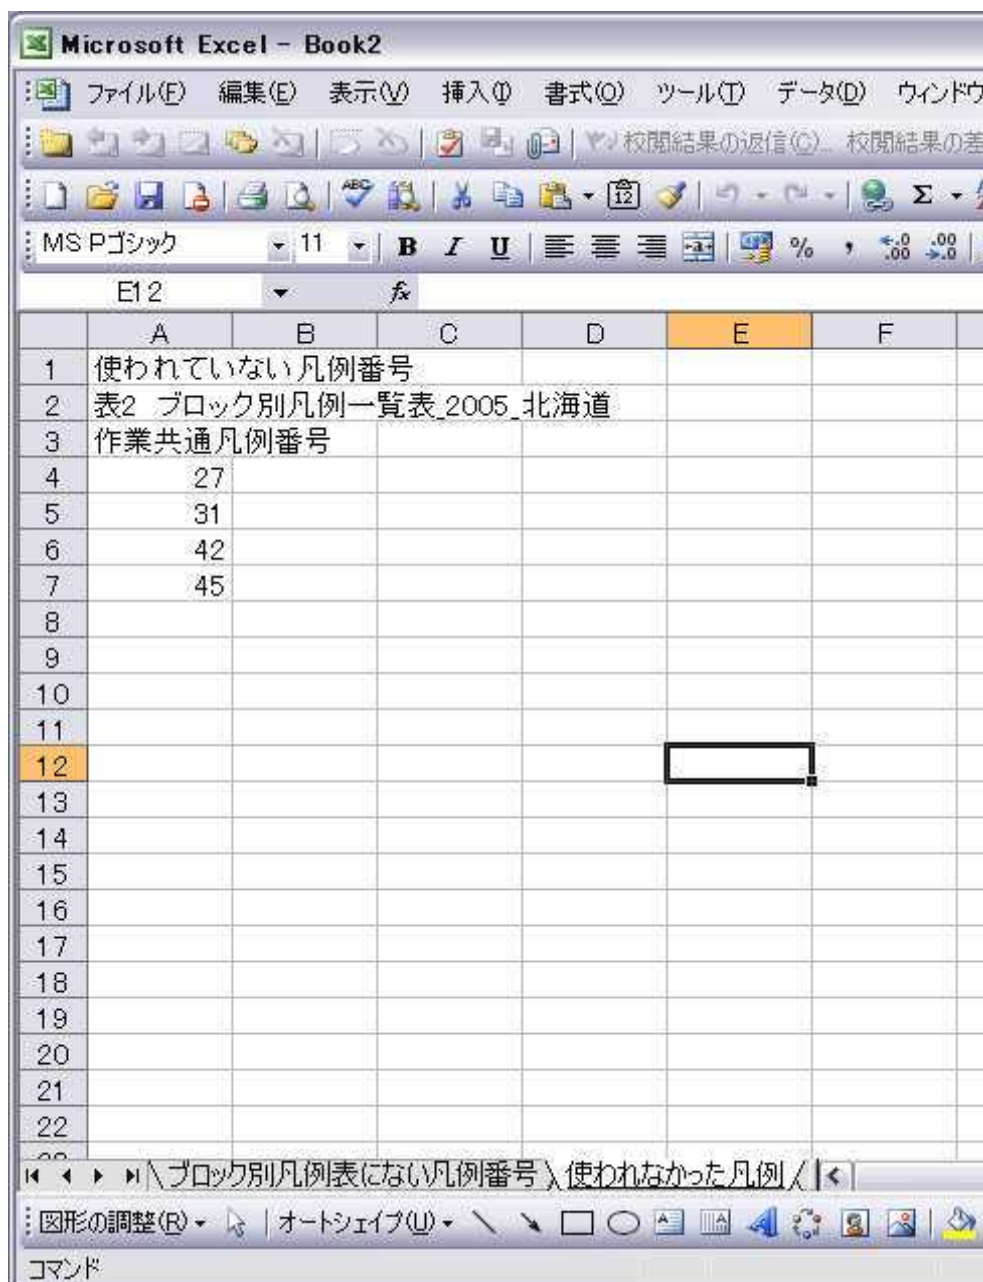 Microsoft Excel - Book2
ファイル(F) 編集(E) 表示(V) 挿入(I) 書式(O) ツール(T) データ(D) ウィンドウ
校閲結果の返信(C)... 校閲結果の差
MS Pゴシック 11 B I U % , .0 .00 .00 .0
E12 fx
A B C D E F
1 使われていない凡例番号
2 表2 ブロック別凡例一覧表_2005_北海道
3 作業共通凡例番号
4 27
5 31
6 42
7 45
8
9
10
11
12
13
14
15
16
17
18
19
20
21
22
ブロック別凡例表にない凡例番号 使われなかった凡例
図形の調整(R) オートシェイプ(U)
コマンド